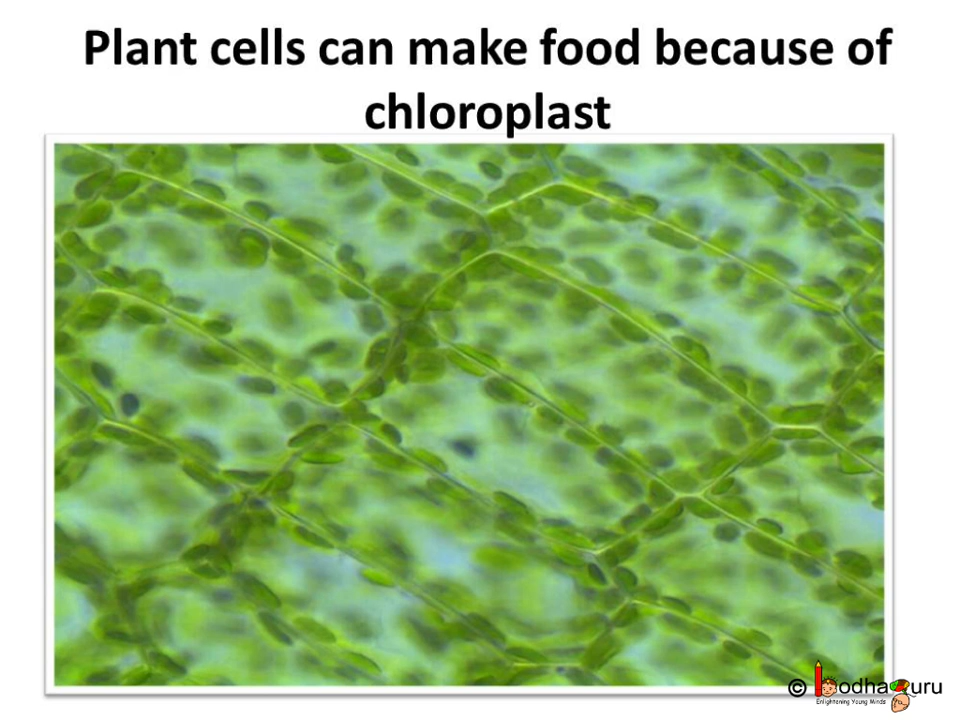 Plant cells can make food because of
chloroplast
© bodhaguru
Enlightening Young Minds